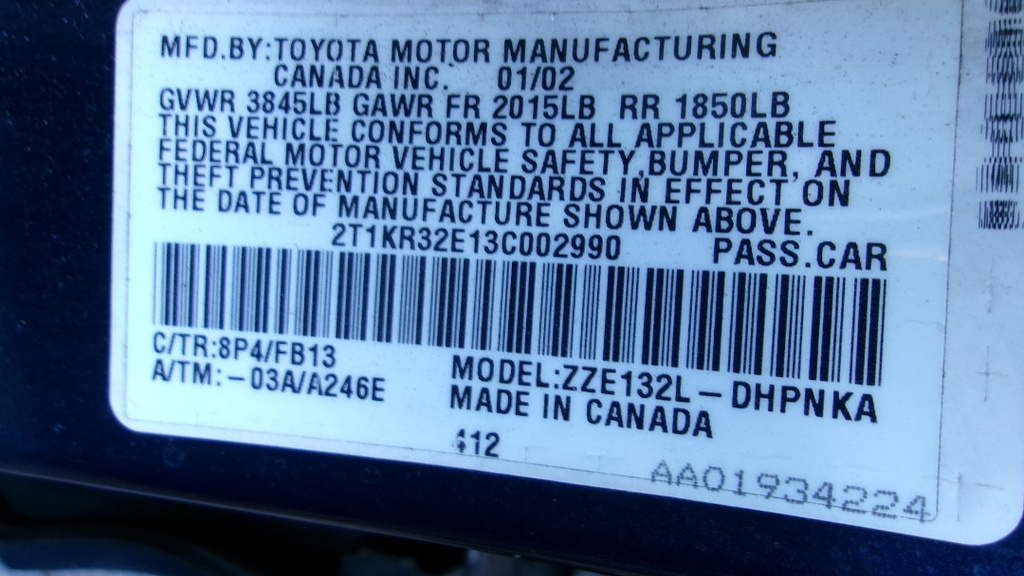 MFD.BY:TOYOTA MOTOR MANUFACTURING
CANADA INC. 01/02
GVWR 3845LB GAWR FR 2015LB RR 1850LB
THIS VEHICLE CONFORMS TO ALL APPLICABLE
FEDERAL MOTOR VEHICLE SAFETY,BUMPER, AND
THEFT PREVENTION STANDARDS IN EFFECT ON
THE DATE OF MANUFACTURE SHOWN ABOVE.
2T1KR32E13C002990 PASS.CAR
C/TR:8P4/FB13
A/TM:-03A/A246E
MODEL:ZZE132L-DHPNKA
MADE IN CANADA
412
AA01934224